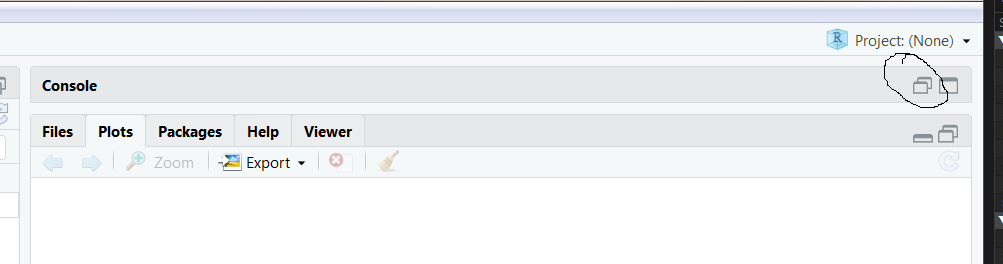 R Project: (None)
Console
Files Plots Packages Help Viewer
Zoom Export